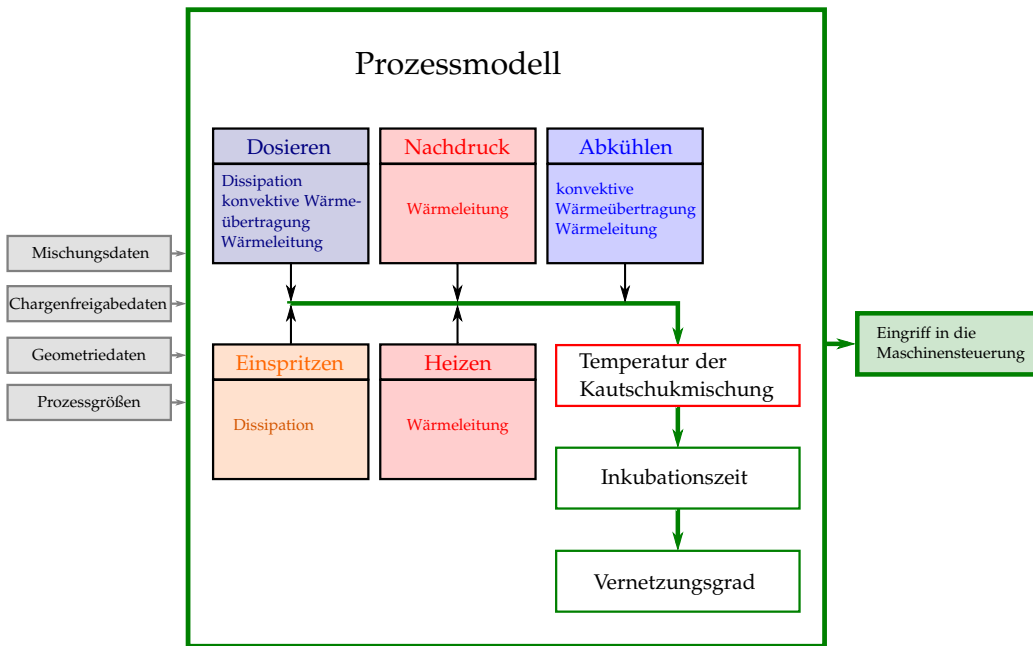 Prozessmodell
Mischungsdaten
Chargenfreigabedaten
Geometriedaten
Prozessgrößen
Dosieren
Dissipation
konvektive Wärme-
übertragung
Wärmeleitung
Nachdruck
Wärmeleitung
Abkühlen
konvektive
Wärmeübertragung
Wärmeleitung
Einspritzen
Dissipation
Heizen
Wärmeleitung
Temperatur der
Kautschukmischung
Inkubationszeit
Vernetzungsgrad
Eingriff in die
Maschinensteuerung